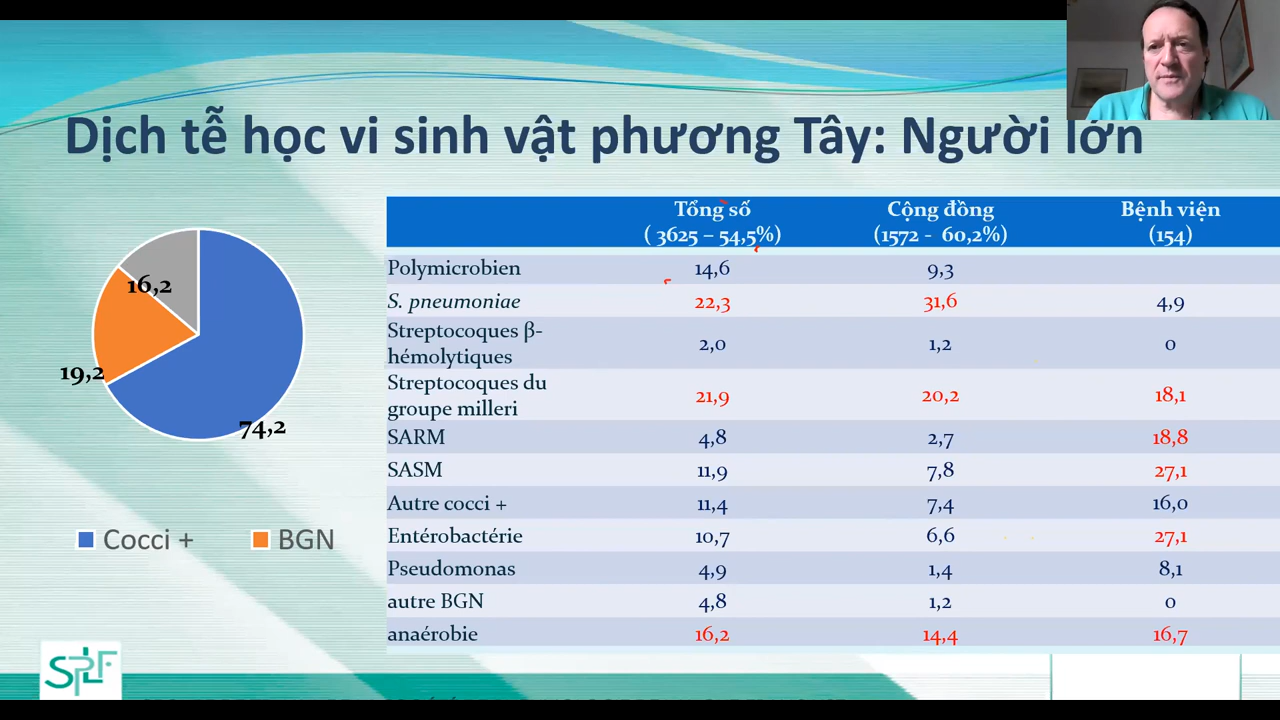 Dịch tễ học vi sinh vật phương Tây: Người lớn
16,2
19,2
74,2
Cocci +
BGN
Tổng số Cộng đồng Bệnh viện
( 3625 – 54,5%) (1572 - 60,2%) (154)
Polymicrobien 14,6 9,3
S. pneumoniae 22,3 31,6 4,9
Streptocoques β-
hémolytiques 2,0 1,2 0
Streptocoques du
groupe milleri 21,9 20,2 18,1
SARM 4,8 2,7 18,8
SASM 11,9 7,8 27,1
Autre cocci + 11,4 7,4 16,0
Entérobactérie 10,7 6,6 27,1
Pseudomonas 4,9 1,4 8,1
autre BGN 4,8 1,2 0
anaérobie 16,2 14,4 16,7
SPLF